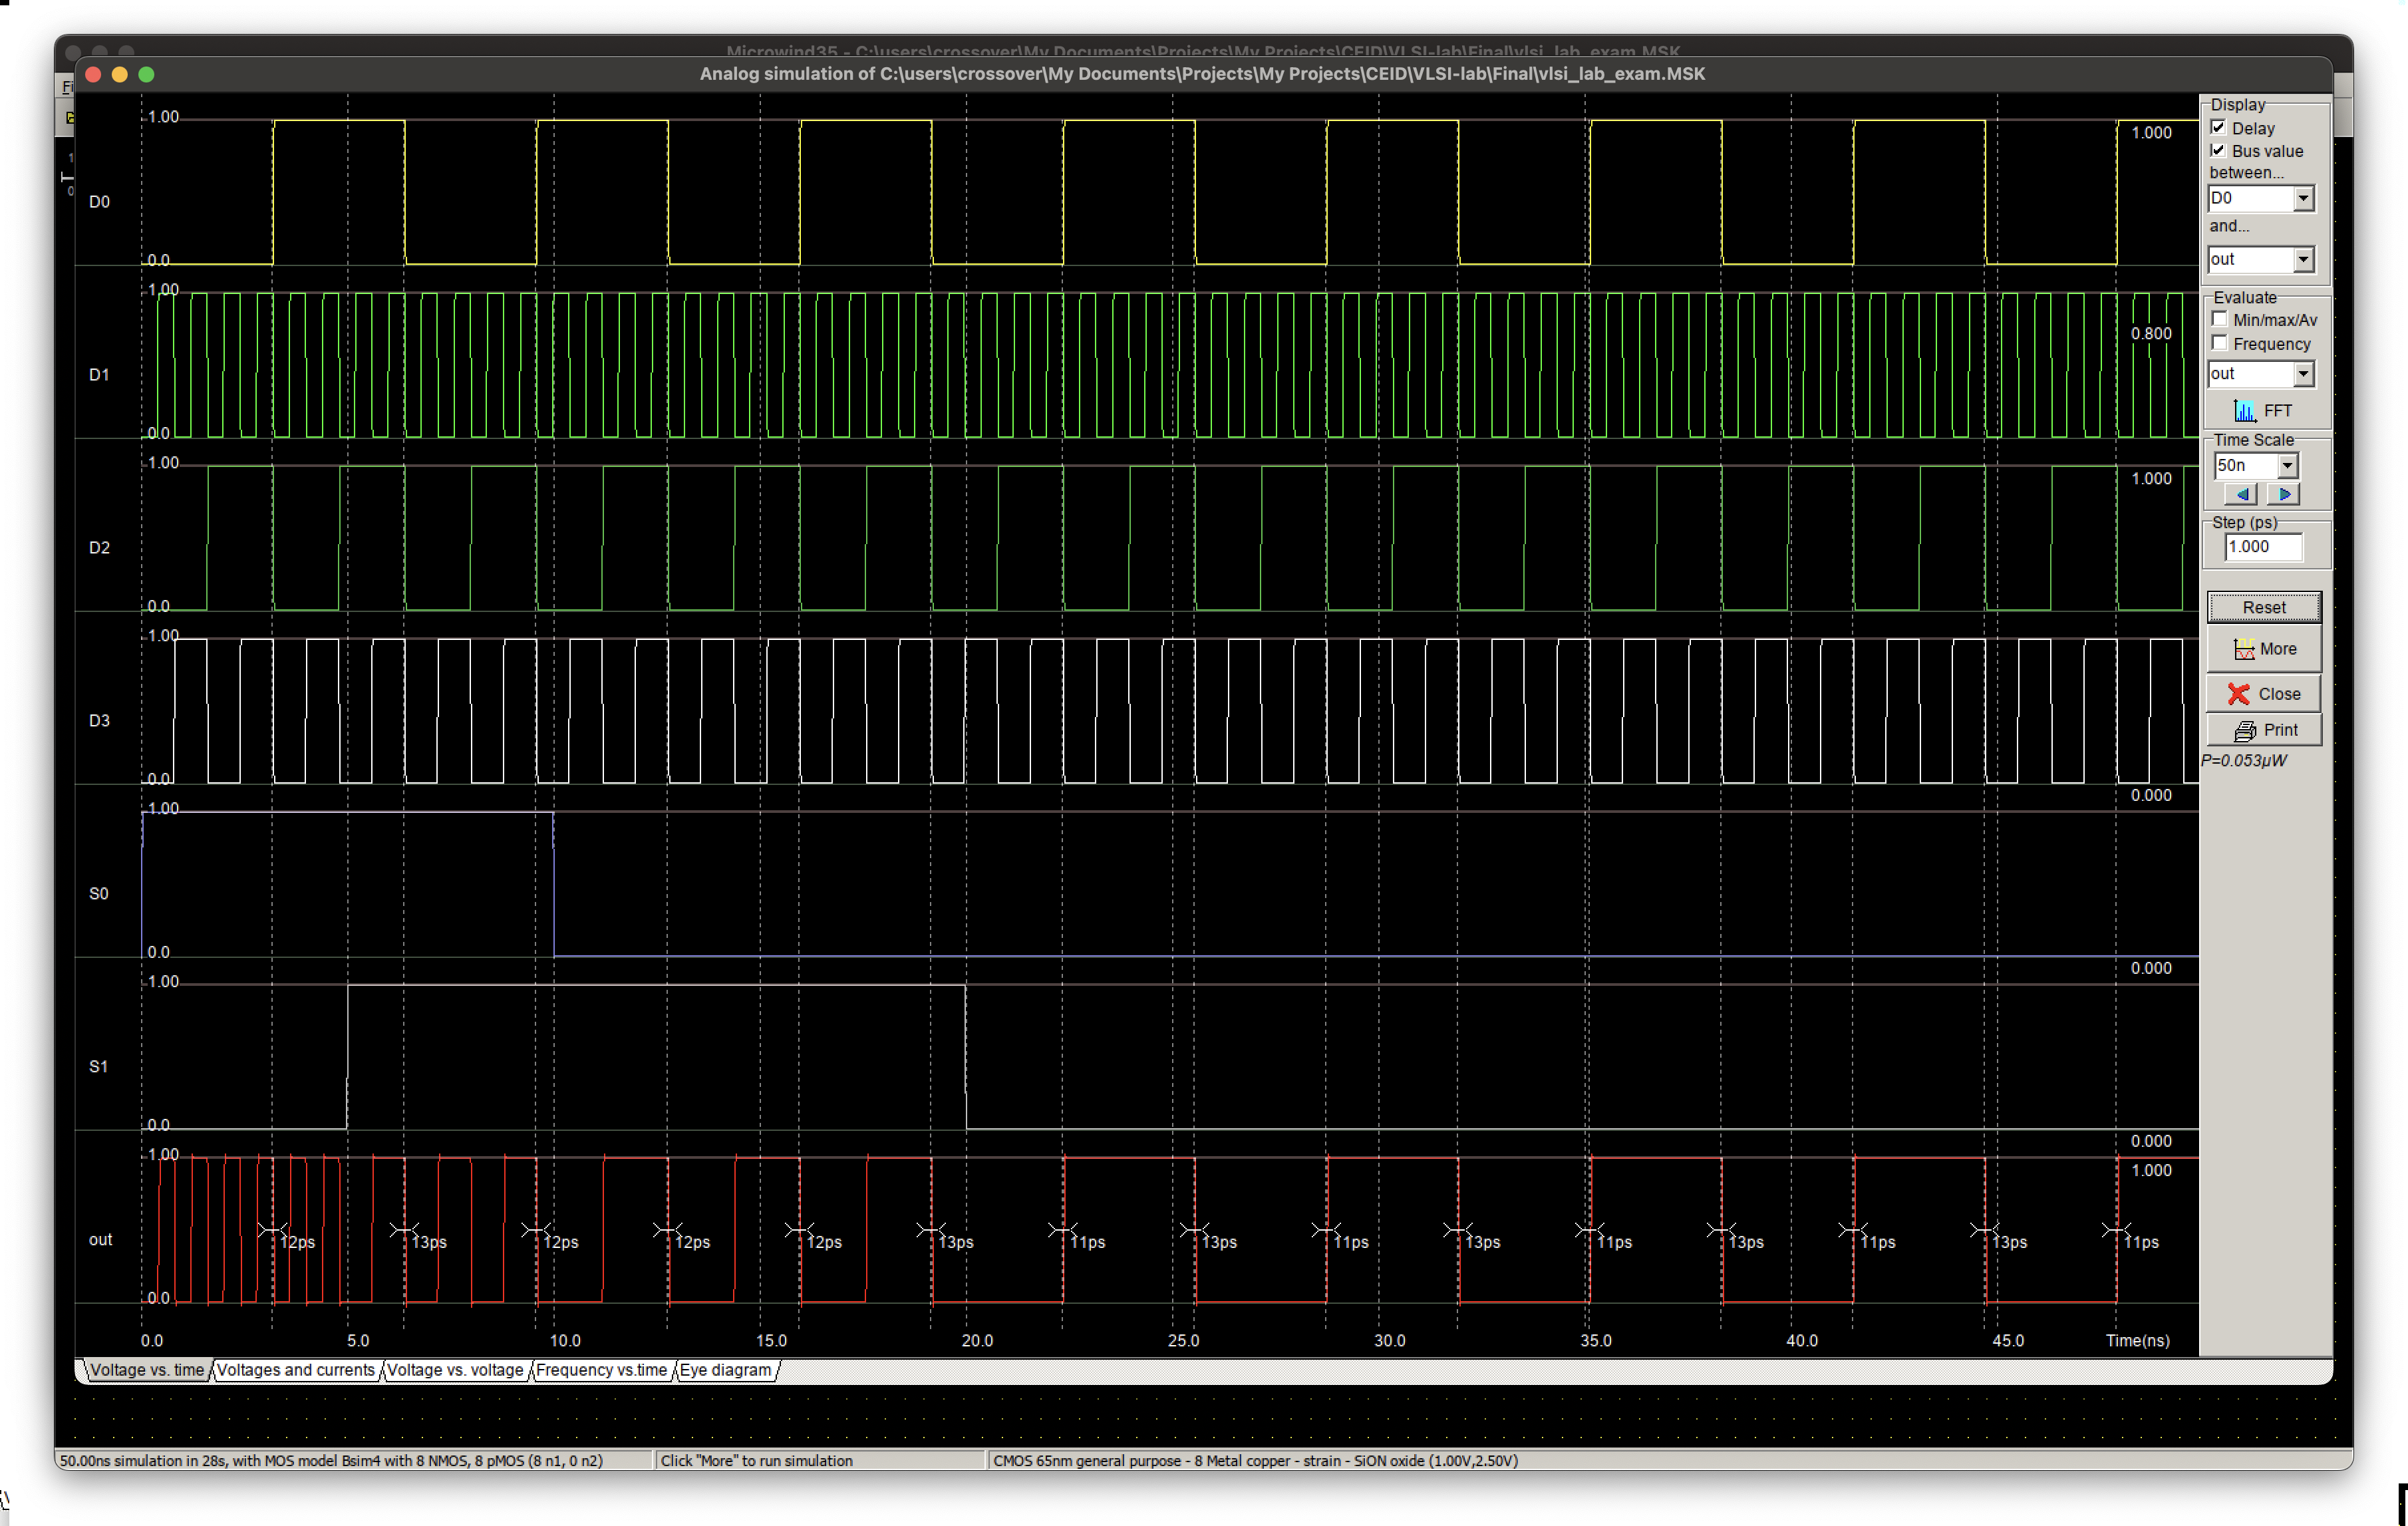 Microwind35 - C:\users\crossover\My Documents\Projects\My Projects\CEID\VLSI-lab\Final\vlsi_lab_exam.MSK
Analog simulation of C:\users\crossover\My Documents\Projects\My Projects\CEID\VLSI-lab\Final\vlsi_lab_exam.MSK
1.00
1.000
D0
0.0
1.00
0.800
D1
0.0
1.00
1.000
D2
0.0
1.00
D3
0.0
0.000
1.00
S0
0.0
0.000
1.00
S1
0.0
0.000
1.00
1.000
out
12ps 13ps 12ps 12ps 12ps 13ps 11ps 13ps 11ps 13ps 11ps 13ps 11ps 13ps 11ps
0.0
0.0 5.0 10.0 15.0 20.0 25.0 30.0 35.0 40.0 45.0 Time(ns)
Voltage vs. time Voltages and currents Voltage vs. voltage Frequency vs.time Eye diagram
Display
Delay
Bus value
between...
D0
and...
out
Evaluate
Min/max/Av
Frequency
out
FFT
Time Scale
50n
Step (ps)
1.000
Reset
More
Close
Print
P=0.053µW
50.00ns simulation in 28s, with MOS model Bsim4 with 8 NMOS, 8 pMOS (8 n1, 0 n2) Click "More" to run simulation CMOS 65nm general purpose - 8 Metal copper - strain - SiON oxide (1.00V,2.50V)